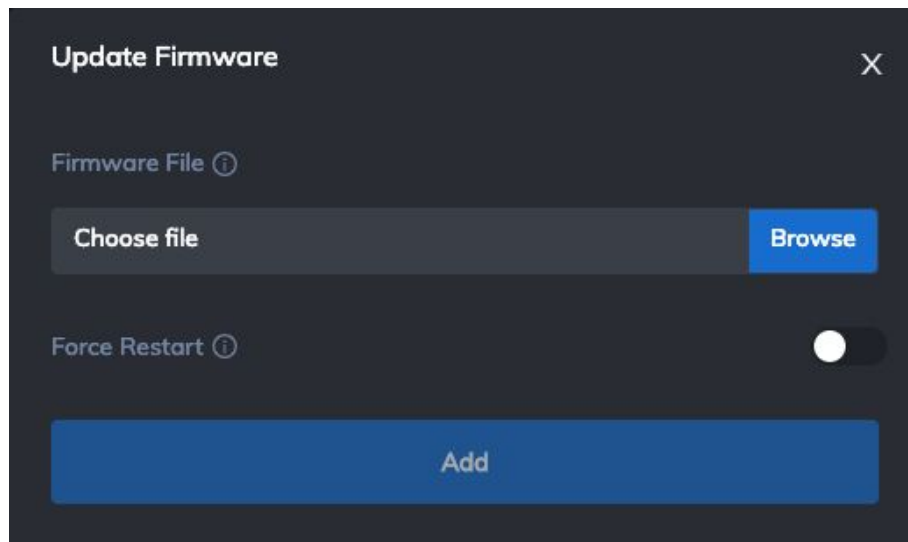 Update Firmware
X
Firmware File
Choose file
Browse
Force Restart
Add